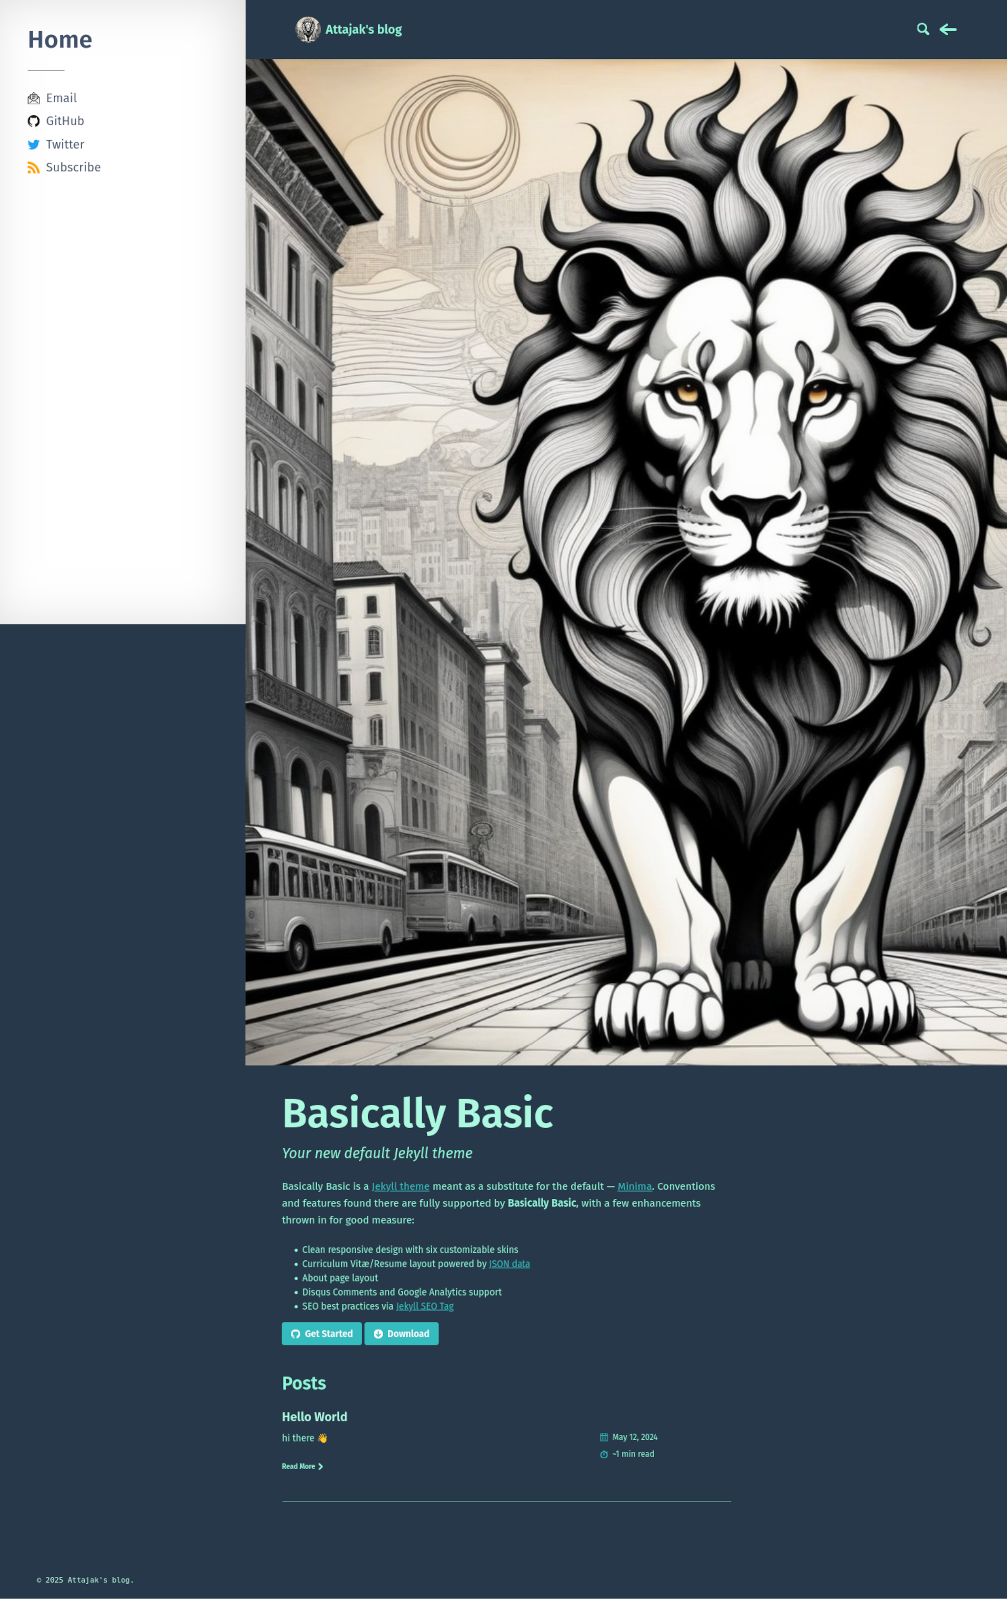 Home
Email
GitHub
Twitter
Subscribe
Attajak's blog
Basically Basic
Your new default Jekyll theme
Basically Basic is a Jekyll theme meant as a substitute for the default — Minima. Conventions
and features found there are fully supported by Basically Basic, with a few enhancements
thrown in for good measure:
• Clean responsive design with six customizable skins
• Curriculum Vitæ/Resume layout powered by JSON data
• About page layout
• Disqus Comments and Google Analytics support
• SEO best practices via Jekyll SEO Tag
Get Started Download
Posts
Hello World
hi there 👋
May 12, 2024
~1 min read
Read More
© 2025 Attajak's blog.